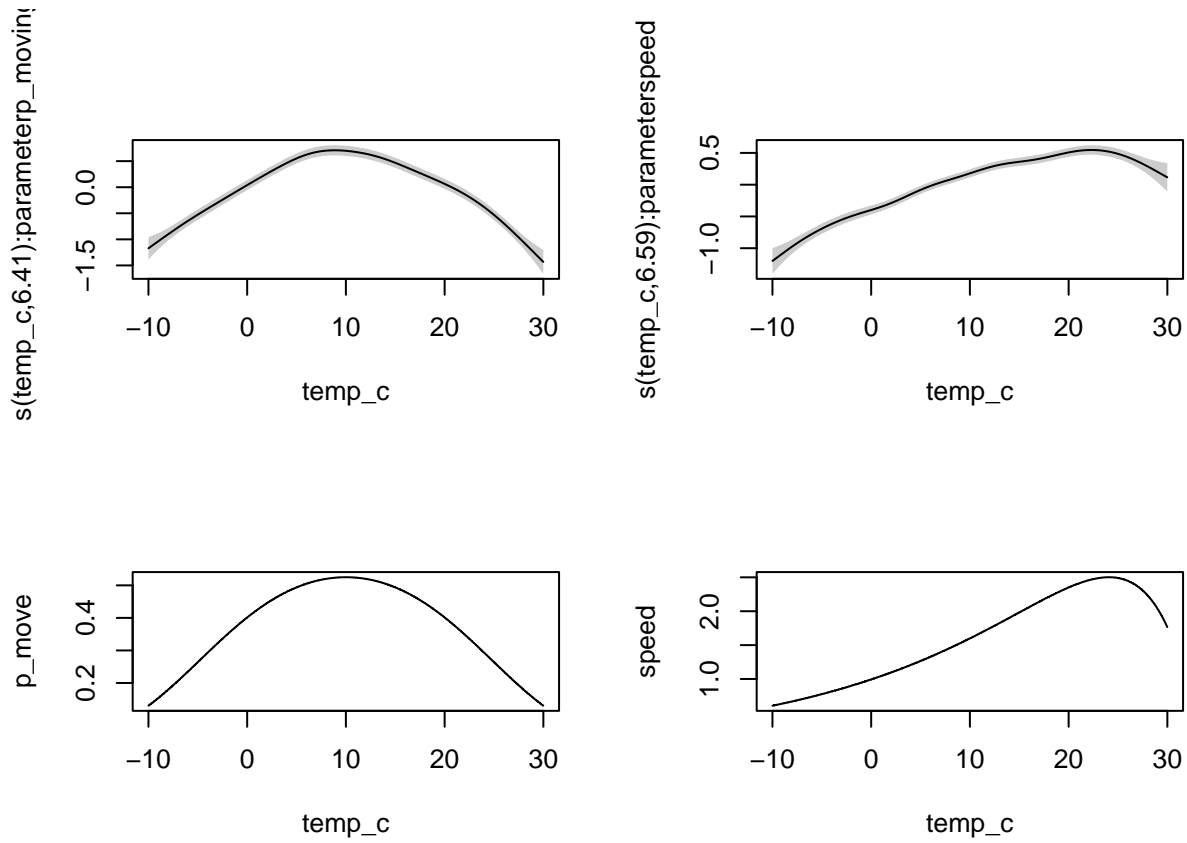 s(temp_c,6.41):parameterp_moving
0.0
−1.5
−10 0 10 20 30
temp_c
s(temp_c,6.59):parameterspeed
0.5
−1.0
−10 0 10 20 30
temp_c
p_move
0.4
0.2
−10 0 10 20 30
temp_c
speed
2.0
1.0
−10 0 10 20 30
temp_c